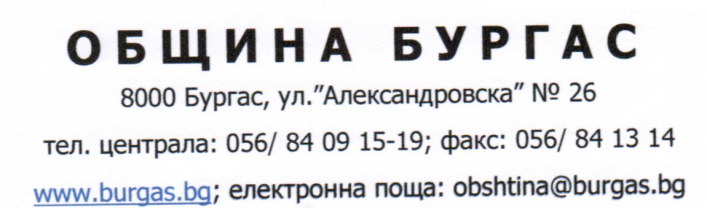 ОБЩИНА БУРГАС
8000 Бургас, ул.”Александровска” № 26
тел. централа: 056/ 84 09 15-19; факс: 056/ 84 13 14
www.burgas.bg; електронна поща: obshtina@burgas.bg